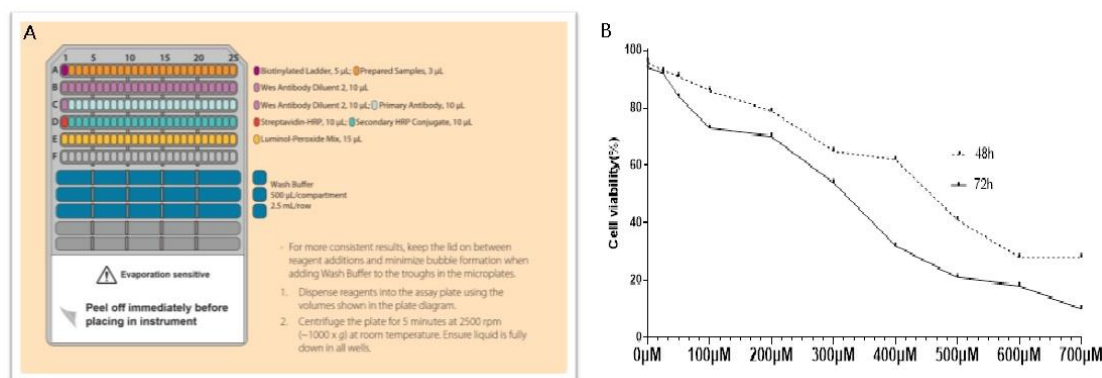 A
1 5 10 15 20 25
A
Biotinylated Ladder, 5 µL; Prepared Samples, 3 µL
B
Wes Antibody Diluent 2, 10 µL
C
Wes Antibody Diluent 2, 10 µL; Primary Antibody, 10 µL
D
Streptavidin-HRP, 10 µL; Secondary HRP Conjugate, 10 µL
E
Luminol-Peroxide Mix, 15 µL
F
Wash Buffer
500 µL/compartment
2.5 mL/row
Evaporation sensitive
Peel off immediately before
placing in instrument
- For more consistent results, keep the lid on between
reagent additions and minimize bubble formation when
adding Wash Buffer to the troughs in the microplates.
1. Dispense reagents into the assay plate using the
volumes shown in the plate diagram.
2. Centrifuge the plate for 5 minutes at 2500 rpm
(~1000 x g) at room temperature. Ensure liquid is fully
down in all wells.
B
Cell viability(%)
100
80
60
40
20
0
48h
72h
0µM 100µM 200µM 300µM 400µM 500µM 600µM 700µM